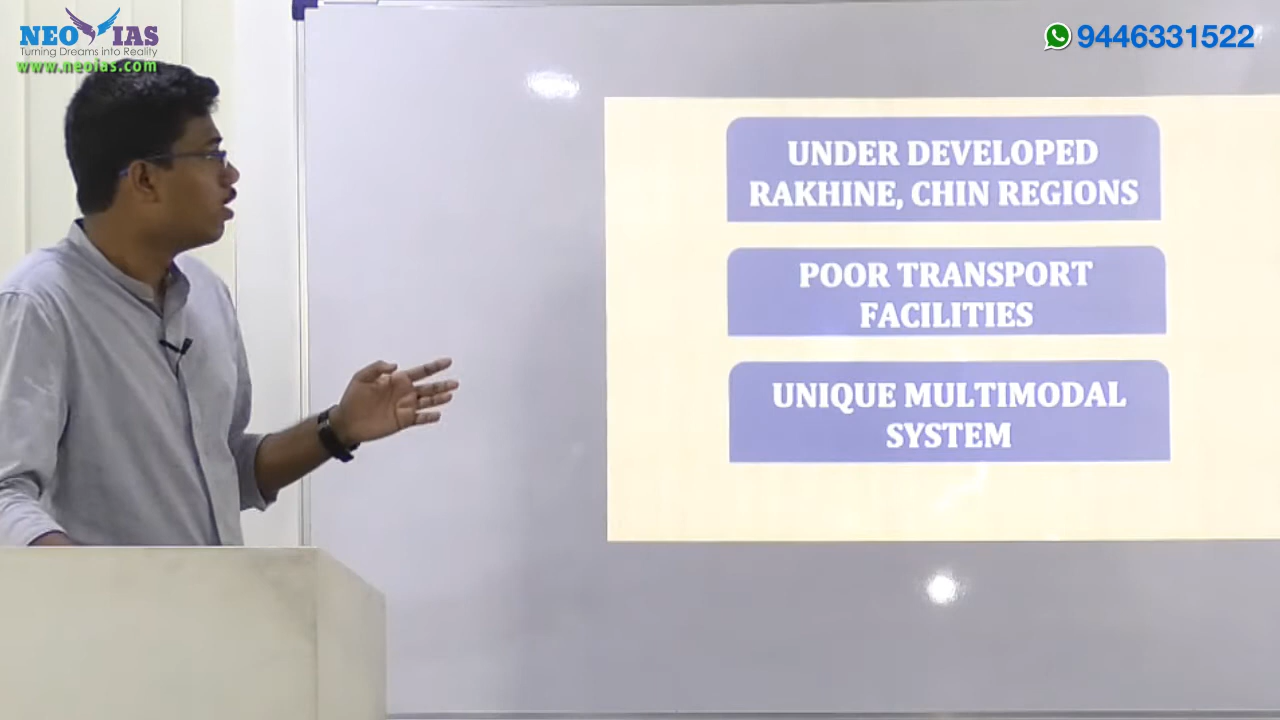 NEO IAS
Turning Dreams into Reality
www.neoias.com
9446331522
UNDER DEVELOPED
RAKHINE, CHIN REGIONS
POOR TRANSPORT
FACILITIES
UNIQUE MULTIMODAL
SYSTEM